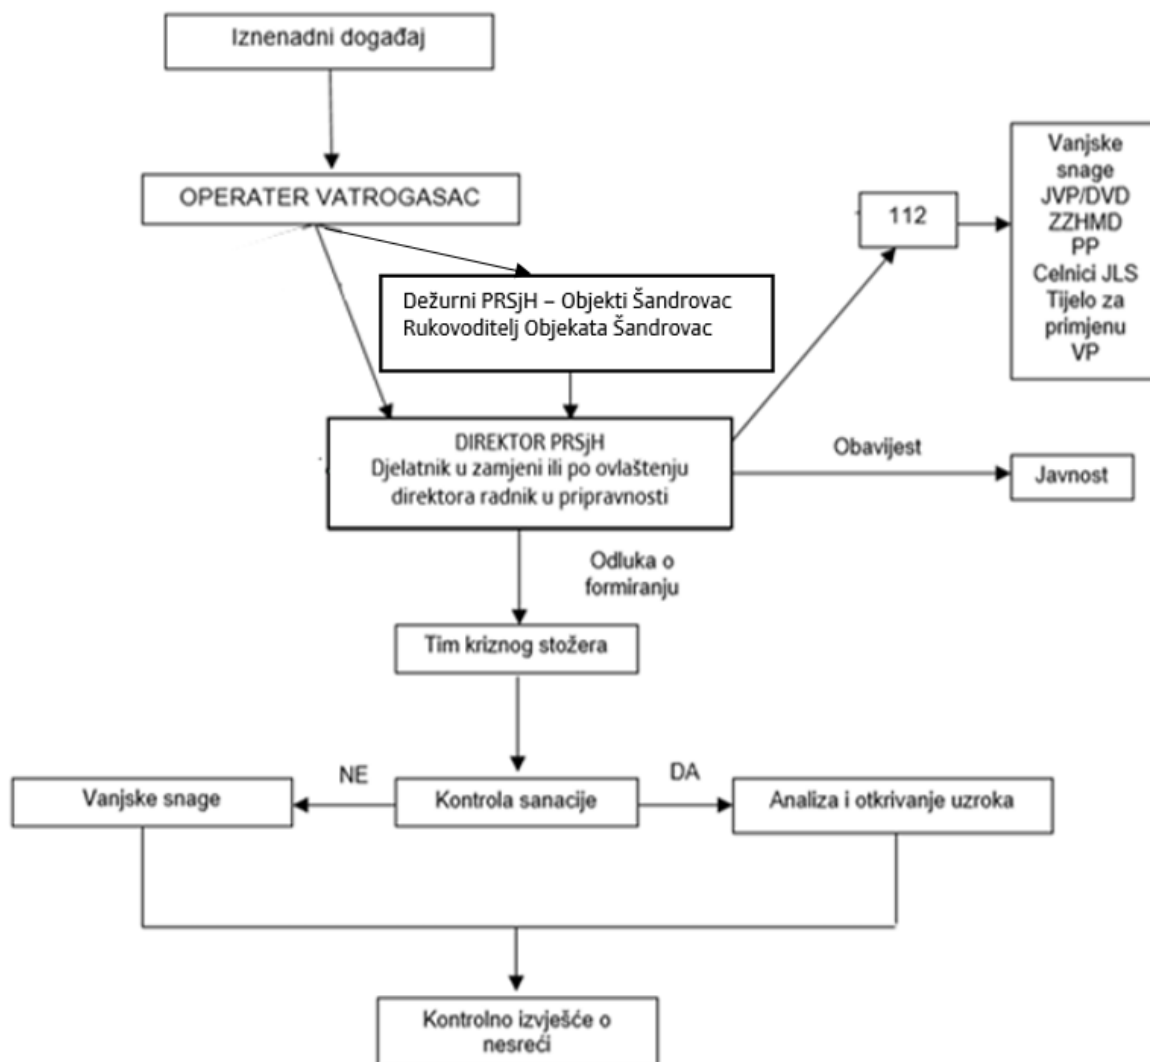 Iznenadni događaj
OPERATER VATROGASAC
Vanjske
snage
JVP/DVD
ZZHMD
PP
Celnici JLS
Tijelo za
primjenu
VP
112
Dežurni PRSjH – Objekti Šandrovac
Rukovoditelj Objekata Šandrovac
DIREKTOR PRSjH
Djelatnik u zamjeni ili po ovlaštenju
direktora radnik u pripravnosti
Obavijest
Javnost
Odluka o
formiranju
Tim kriznog stožera
NE
DA
Vanjske snage
Kontrola sanacije
Analiza i otkrivanje uzroka
Kontrolno izvješće o
nesreći